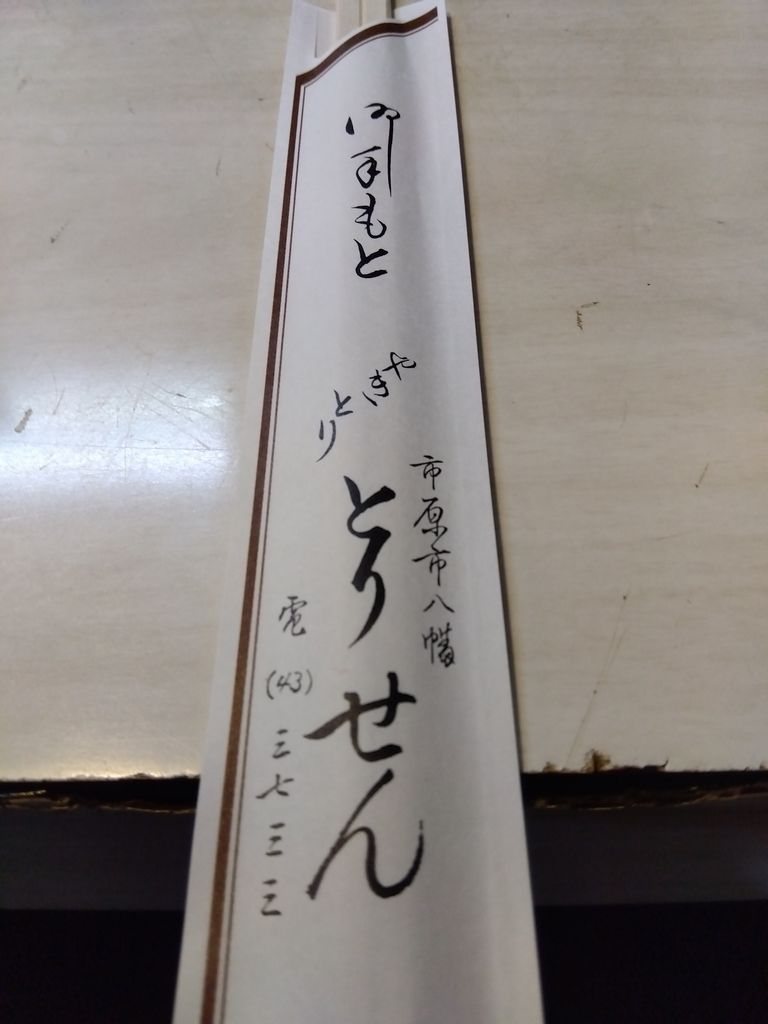 御手もと
市原市八幡
やきとり
とりせん
電(43)三七三三